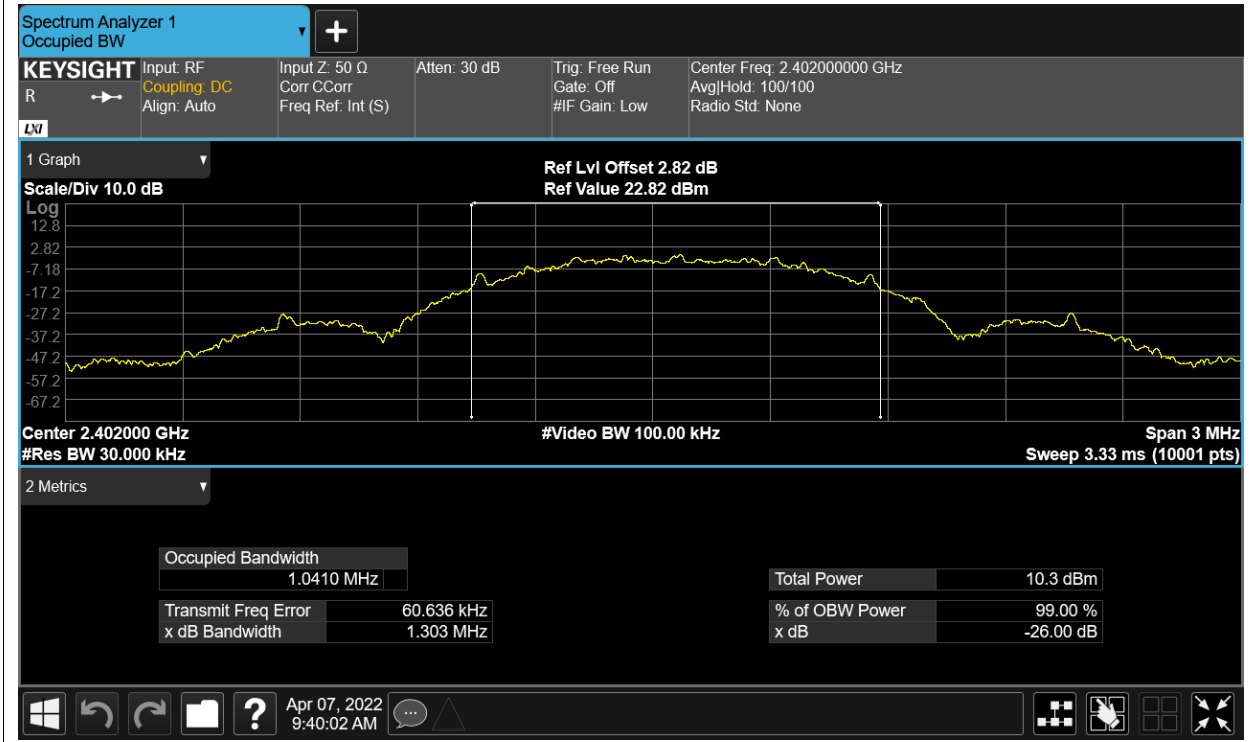 Spectrum Analyzer 1
Occupied BW
KEYSIGHT
R
LXI
Input: RF
Coupling: DC
Align: Auto
Input Z: 50 Ω
Corr CCorr
Freq Ref: Int (S)
Atten: 30 dB
Trig: Free Run
Gate: Off
#IF Gain: Low
Center Freq: 2.402000000 GHz
Avg|Hold: 100/100
Radio Std: None
1 Graph
Scale/Div 10.0 dB
Ref Lvl Offset 2.82 dB
Ref Value 22.82 dBm
Log
12.8
2.82
-7.18
-17.2
-27.2
-37.2
-47.2
-57.2
-67.2
Center 2.402000 GHz
#Video BW 100.00 kHz
Span 3 MHz
#Res BW 30.000 kHz
Sweep 3.33 ms (10001 pts)
2 Metrics
Occupied Bandwidth
1.0410 MHz
Total Power 10.3 dBm
Transmit Freq Error 60.636 kHz
% of OBW Power 99.00 %
x dB Bandwidth 1.303 MHz
x dB -26.00 dB
?
Apr 07, 2022
9:40:02 AM